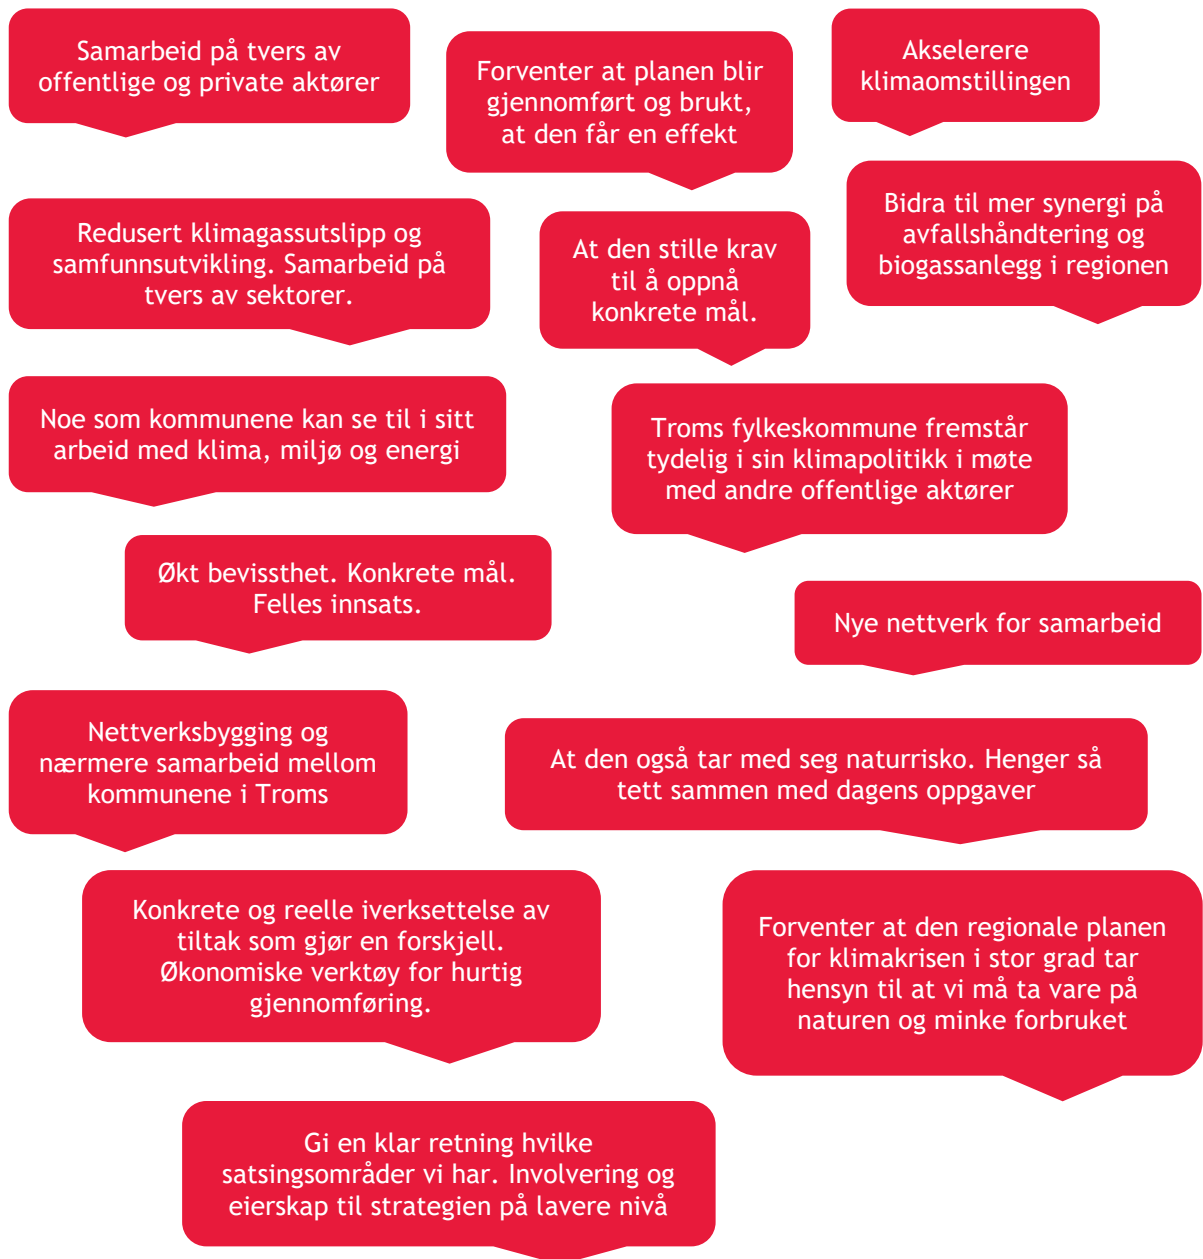 Samarbeid på tvers av
offentlige og private aktører
Forventer at planen blir
gjennomført og brukt,
at den får en effekt
Akselerere
klimaomstillingen
Redusert klimagassutslipp og
samfunnsutvikling. Samarbeid på
tvers av sektorer.
At den stille krav
til å oppnå
konkrete mål.
Bidra til mer synergi på
avfallshåndtering og
biogassanlegg i regionen
Noe som kommunene kan se til i sitt
arbeid med klima, miljø og energi
Troms fylkeskommune fremstår
tydelig i sin klimapolitikk i møte
med andre offentlige aktører
Økt bevissthet. Konkrete mål.
Felles innsats.
Nye nettverk for samarbeid
Nettverksbygging og
nærmere samarbeid mellom
kommunene i Troms
At den også tar med seg naturrisko. Henger så
tett sammen med dagens oppgaver
Konkrete og reelle iverksettelse av
tiltak som gjør en forskjell.
Økonomiske verktøy for hurtig
gjennomføring.
Forventer at den regionale planen
for klimakrisen i stor grad tar
hensyn til at vi må ta vare på
naturen og minke forbruket
Gi en klar retning hvilke
satsingsområder vi har. Involvering og
eierskap til strategien på lavere nivå